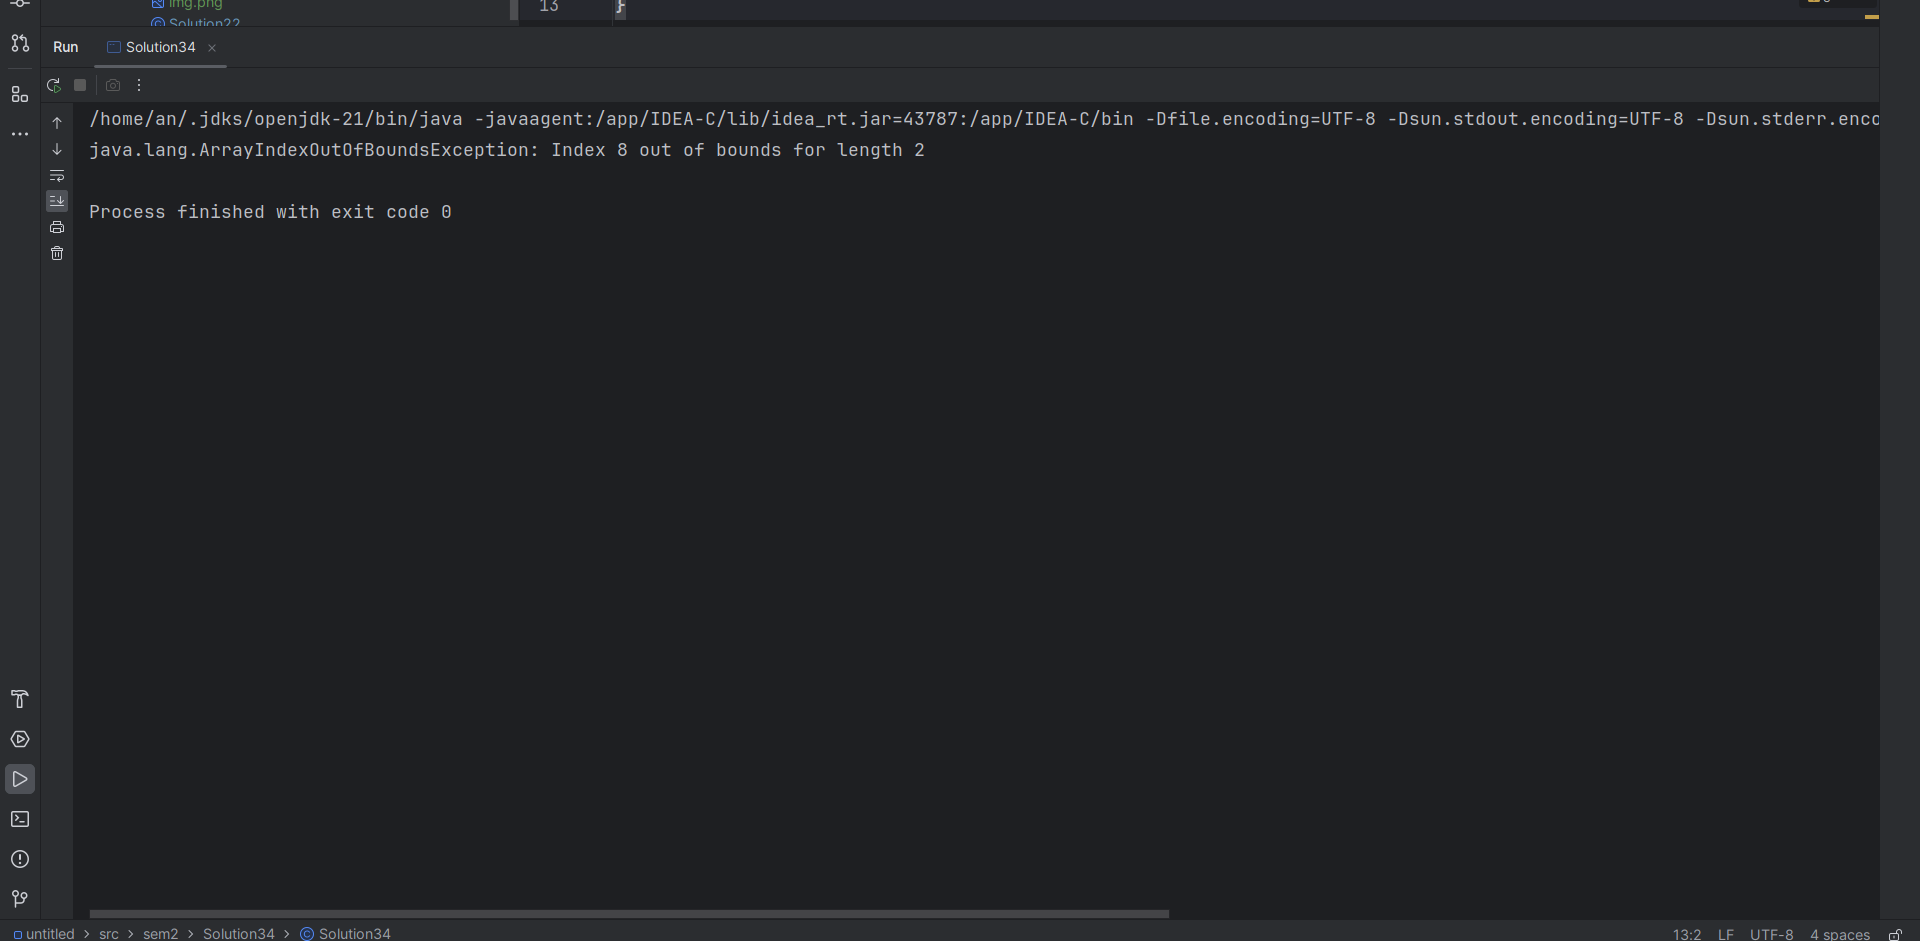 img.png
Solution22
13 }
Run Solution34
/home/an/.jdks/openjdk-21/bin/java -javaagent:/app/IDEA-C/lib/idea_rt.jar=43787:/app/IDEA-C/bin -Dfile.encoding=UTF-8 -Dsun.stdout.encoding=UTF-8 -Dsun.stderr.enco
java.lang.ArrayIndexOutOfBoundsException: Index 8 out of bounds for length 2
Process finished with exit code 0
untitled > src > sem2 > Solution34 > Solution34 13:2 LF UTF-8 4 spaces